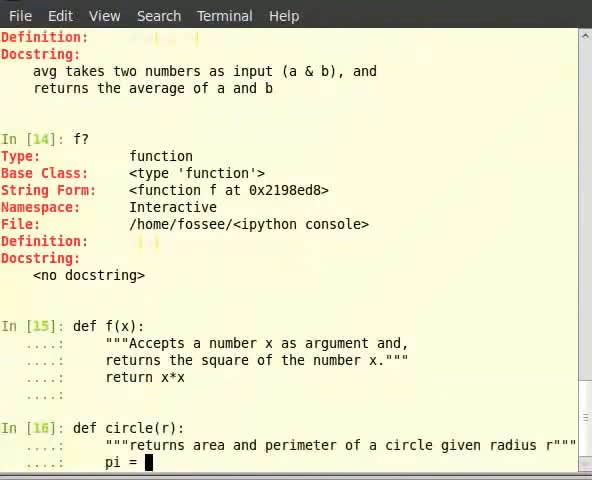 File Edit View Search Terminal Help
Definition:
Docstring:
    avg takes two numbers as input (a & b), and
    returns the average of a and b
In [14]: f?
Type:           function
Base Class:     <type 'function'>
String Form:    <function f at 0x2198ed8>
Namespace:      Interactive
File:           /home/fossee/<ipython console>
Definition:
Docstring:
    <no docstring>
In [15]: def f(x):
   ....:     """Accepts a number x as argument and,
   ....:     returns the square of the number x."""
   ....:     return x*x
   ....:
In [16]: def circle(r):
   ....:     """returns area and perimeter of a circle given radius r"""
   ....:     pi =